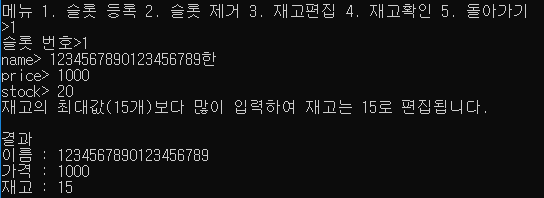 메뉴 1. 슬롯 등록 2. 슬롯 제거 3. 재고편집 4. 재고확인 5. 돌아가기
>1
슬롯 번호>1
name> 1234567890123456789한
price> 1000
stock> 20
재고의 최대값(15개)보다 많이 입력하여 재고는 15로 편집됩니다.
결과
이름 : 1234567890123456789
가격 : 1000
재고 : 15